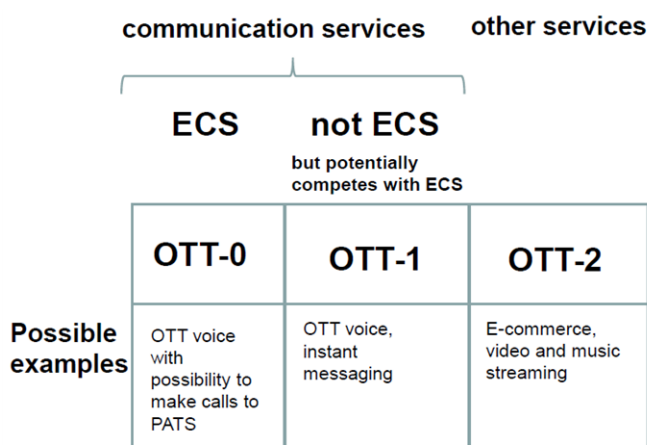 communication services other services
ECS not ECS
but potentially
competes with ECS
OTT-0 OTT-1 OTT-2
Possible
examples
OTT voice
with
possibility to
make calls to
PATS
OTT voice,
instant
messaging
E-commerce,
video and music
streaming